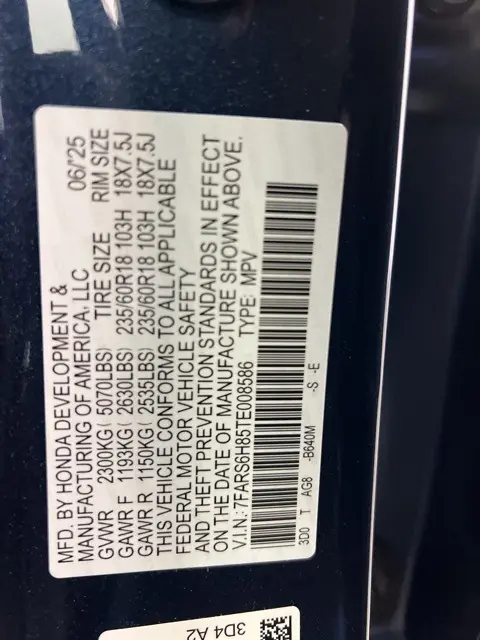 MFD. BY HONDA DEVELOPMENT &
MANUFACTURING OF AMERICA, LLC 06/25
GVWR 2300KG( 5070LBS) TIRE SIZE RIM SIZE
GAWR F 1193KG( 2630LBS) 235/60R18 103H 18X7.5J
GAWR R 1150KG( 2535LBS) 235/60R18 103H 18X7.5J
THIS VEHICLE CONFORMS TO ALL APPLICABLE
FEDERAL MOTOR VEHICLE SAFETY
AND THEFT PREVENTION STANDARDS IN EFFECT
ON THE DATE OF MANUFACTURE SHOWN ABOVE.
V.I.N.:7FARS6H85TE008586 TYPE: MPV
3D0 T AG8 -B640M -S -E
3D4 A2